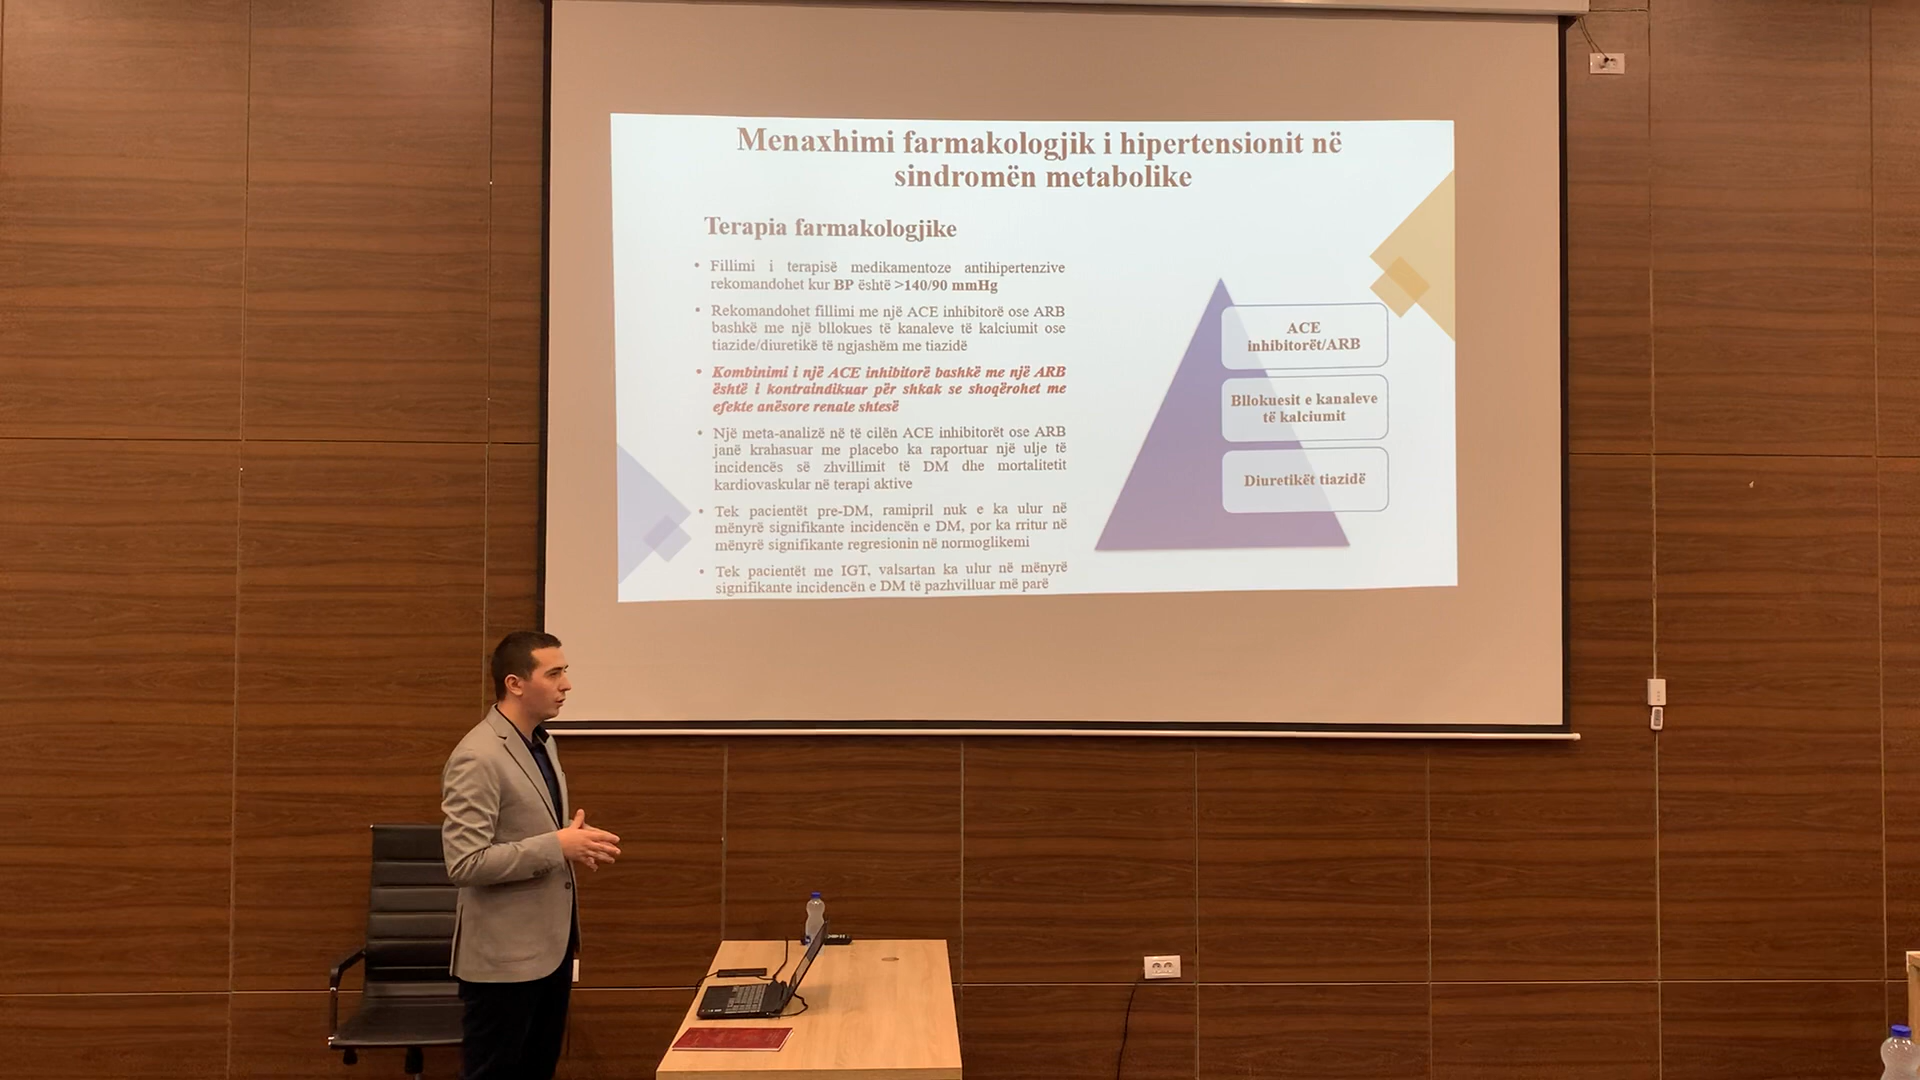 Menaxhimi farmakologjik i hipertensionit në
sindromën metabolike
Terapia farmakologjike
• Fillimi i terapisë medikamentoze antihipertenzive
rekomandohet kur BP është >140/90 mmHg
• Rekomandohet fillimi me një ACE inhibitorë ose ARB
bashkë me një bllokues të kanaleve të kalciumit ose
tiazide/diuretikë të ngjashëm me tiazidë
• Kombinimi i një ACE inhibitorë bashkë me një ARB
është i kontraindikuar për shkak se shoqërohet me
efekte anësore renale shtesë
• Një meta-analizë në të cilën ACE inhibitorët ose ARB
janë krahasuar me placebo ka raportuar një ulje të
incidencës së zhvillimit të DM dhe mortalitetit
kardiovaskular në terapi aktive
• Tek pacientët pre-DM, ramipril nuk e ka ulur në
mënyrë signifikante incidencën e DM, por ka rritur në
mënyrë signifikante regresionin në normoglikemi
• Tek pacientët me IGT, valsartan ka ulur në mënyrë
signifikante incidencën e DM të pazhvilluar më parë
ACE
inhibitorët/ARB
Bllokuesit e kanaleve
të kalciumit
Diuretikët tiazidë